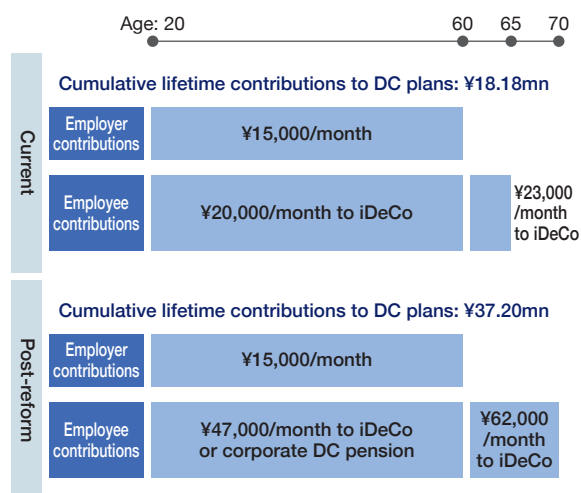 Age: 20 60 65 70
Current
Cumulative lifetime contributions to DC plans: ¥18.18mn
Employer
contributions
¥15,000/month
Employee
contributions
¥20,000/month to iDeCo
¥23,000
/month
to iDeCo
Post-reform
Cumulative lifetime contributions to DC plans: ¥37.20mn
Employer
contributions
¥15,000/month
Employee
contributions
¥47,000/month to iDeCo
or corporate DC pension
¥62,000
/month
to iDeCo